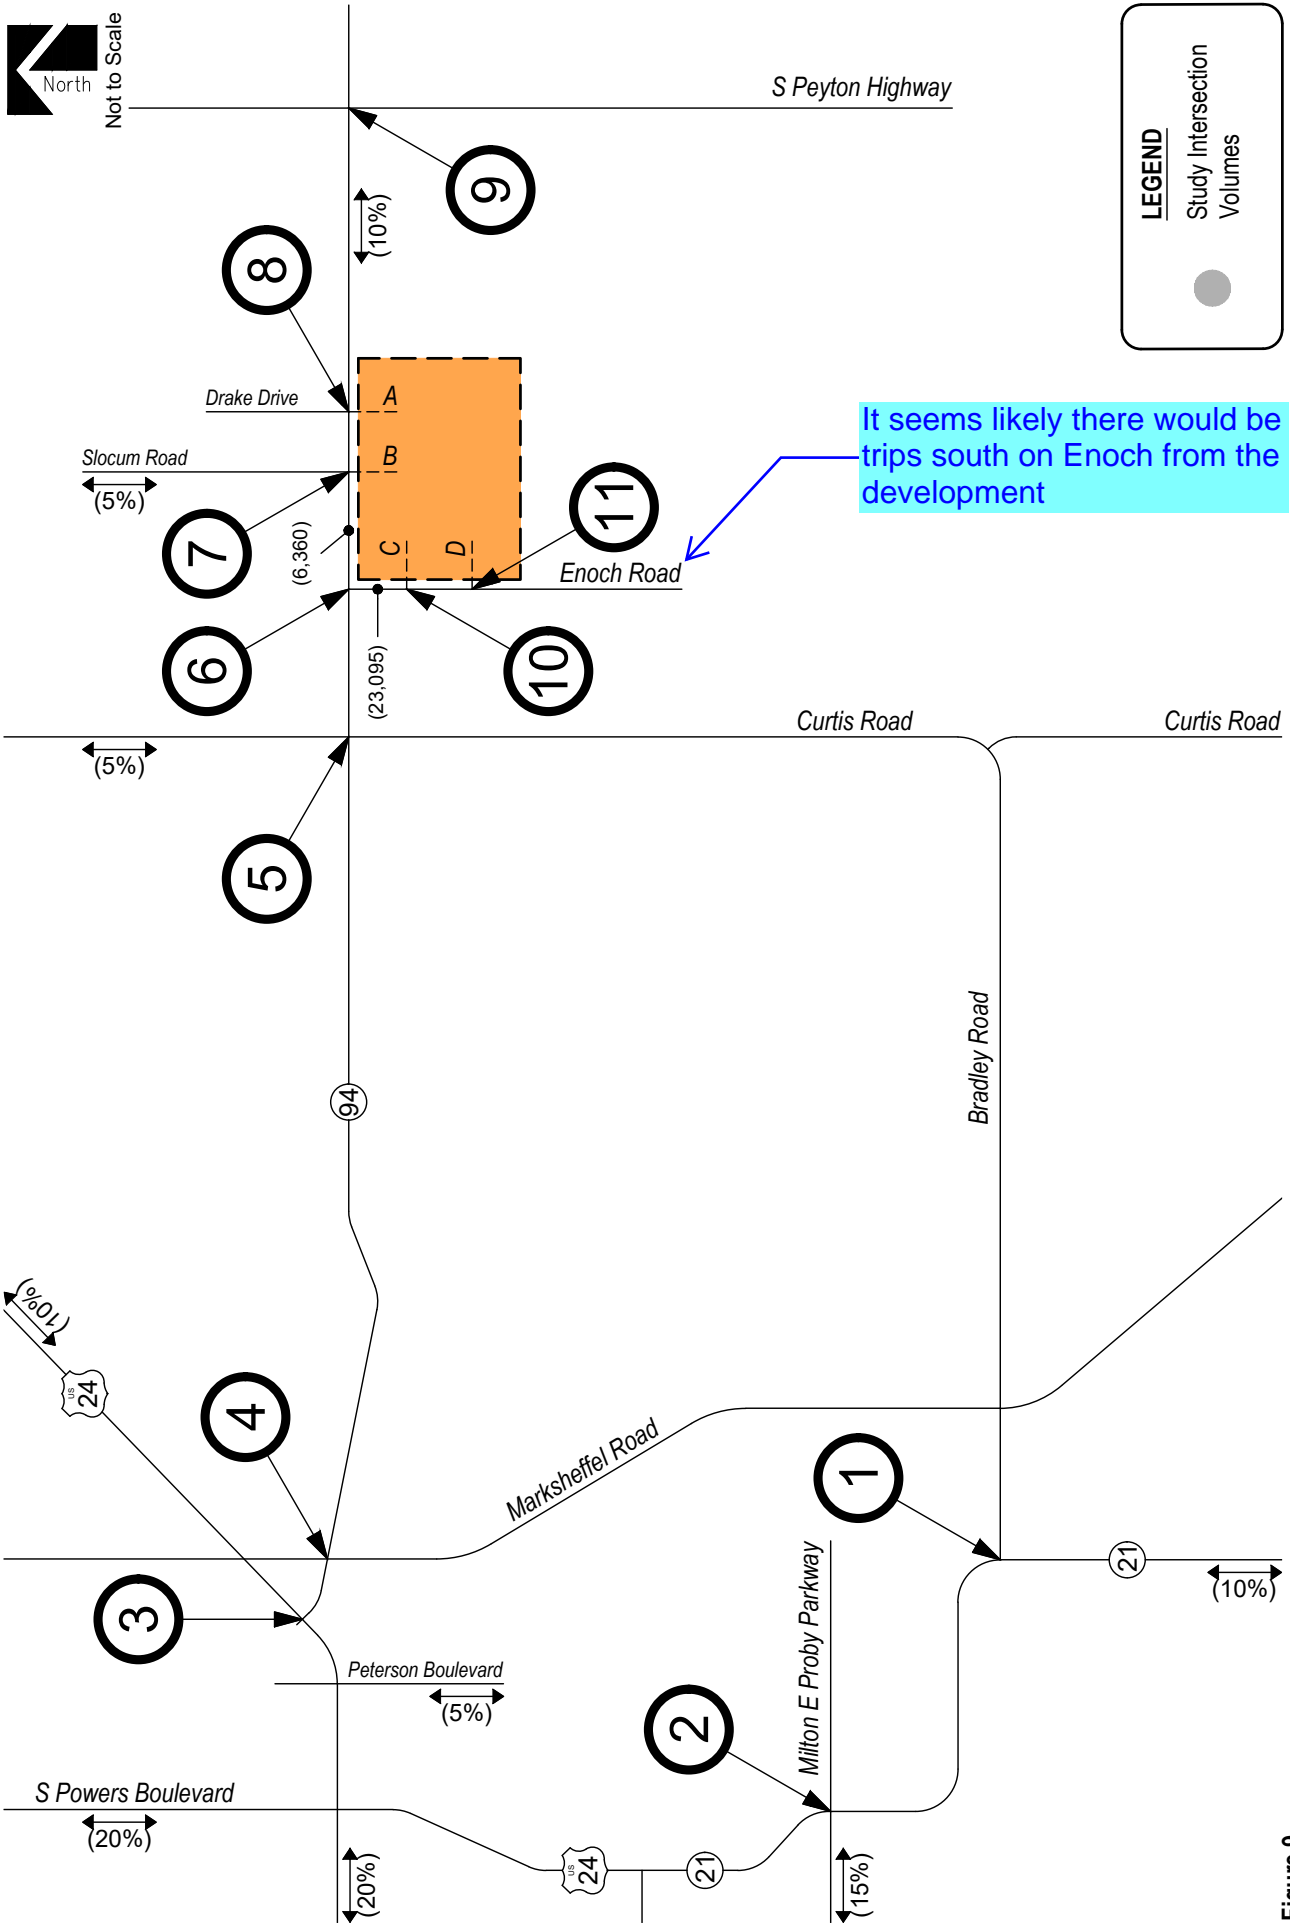 North
Not to Scale
S Peyton Highway
LEGEND
Study Intersection
Volumes
9
(10%)
8
Drake Drive
A
Slocum Road
B
(5%)
7
(6,360)
C
D
11
It seems likely there would be
trips south on Enoch from the
development
Enoch Road
6
(23,095)
10
Curtis Road
Curtis Road
(5%)
5
94
Bradley Road
(10%)
US
24
4
Marksheffel Road
1
3
Milton E Proby Parkway
21
(10%)
Peterson Boulevard
(5%)
2
S Powers Boulevard
(20%)
(20%)
US
24
21
(15%)